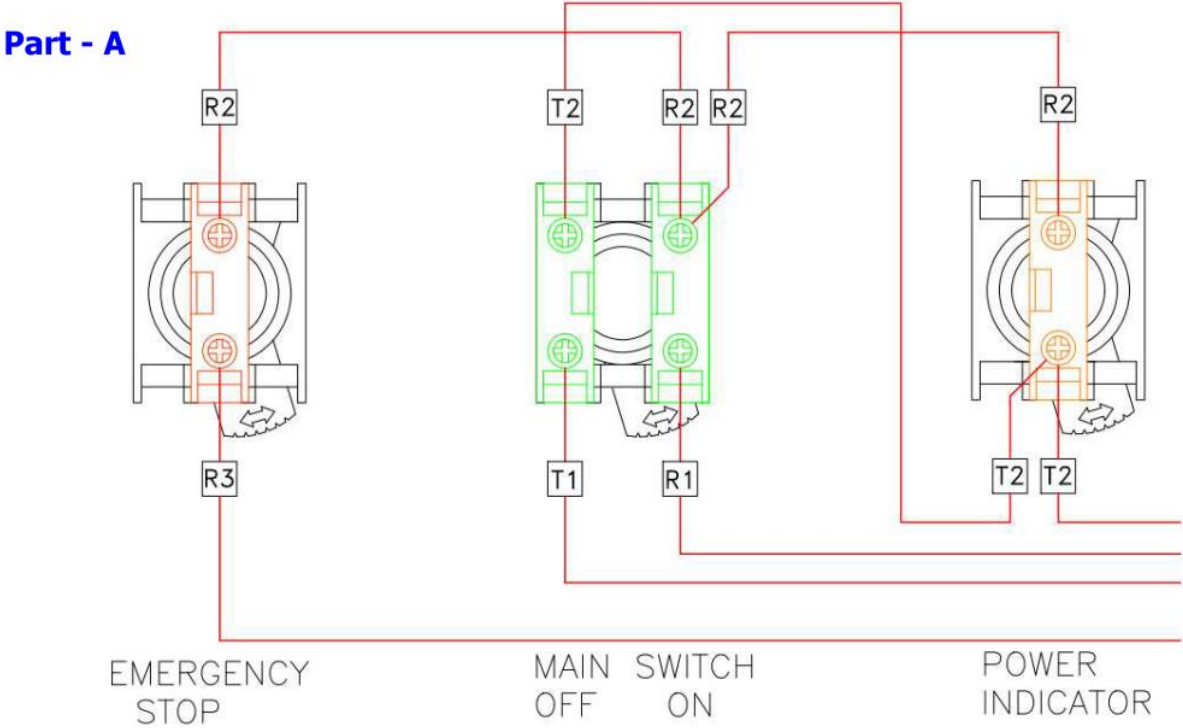 Part - A
R2
T2
R2
R2
R2
R3
T1
R1
T2
T2
EMERGENCY
STOP
MAIN SWITCH
OFF ON
POWER
INDICATOR